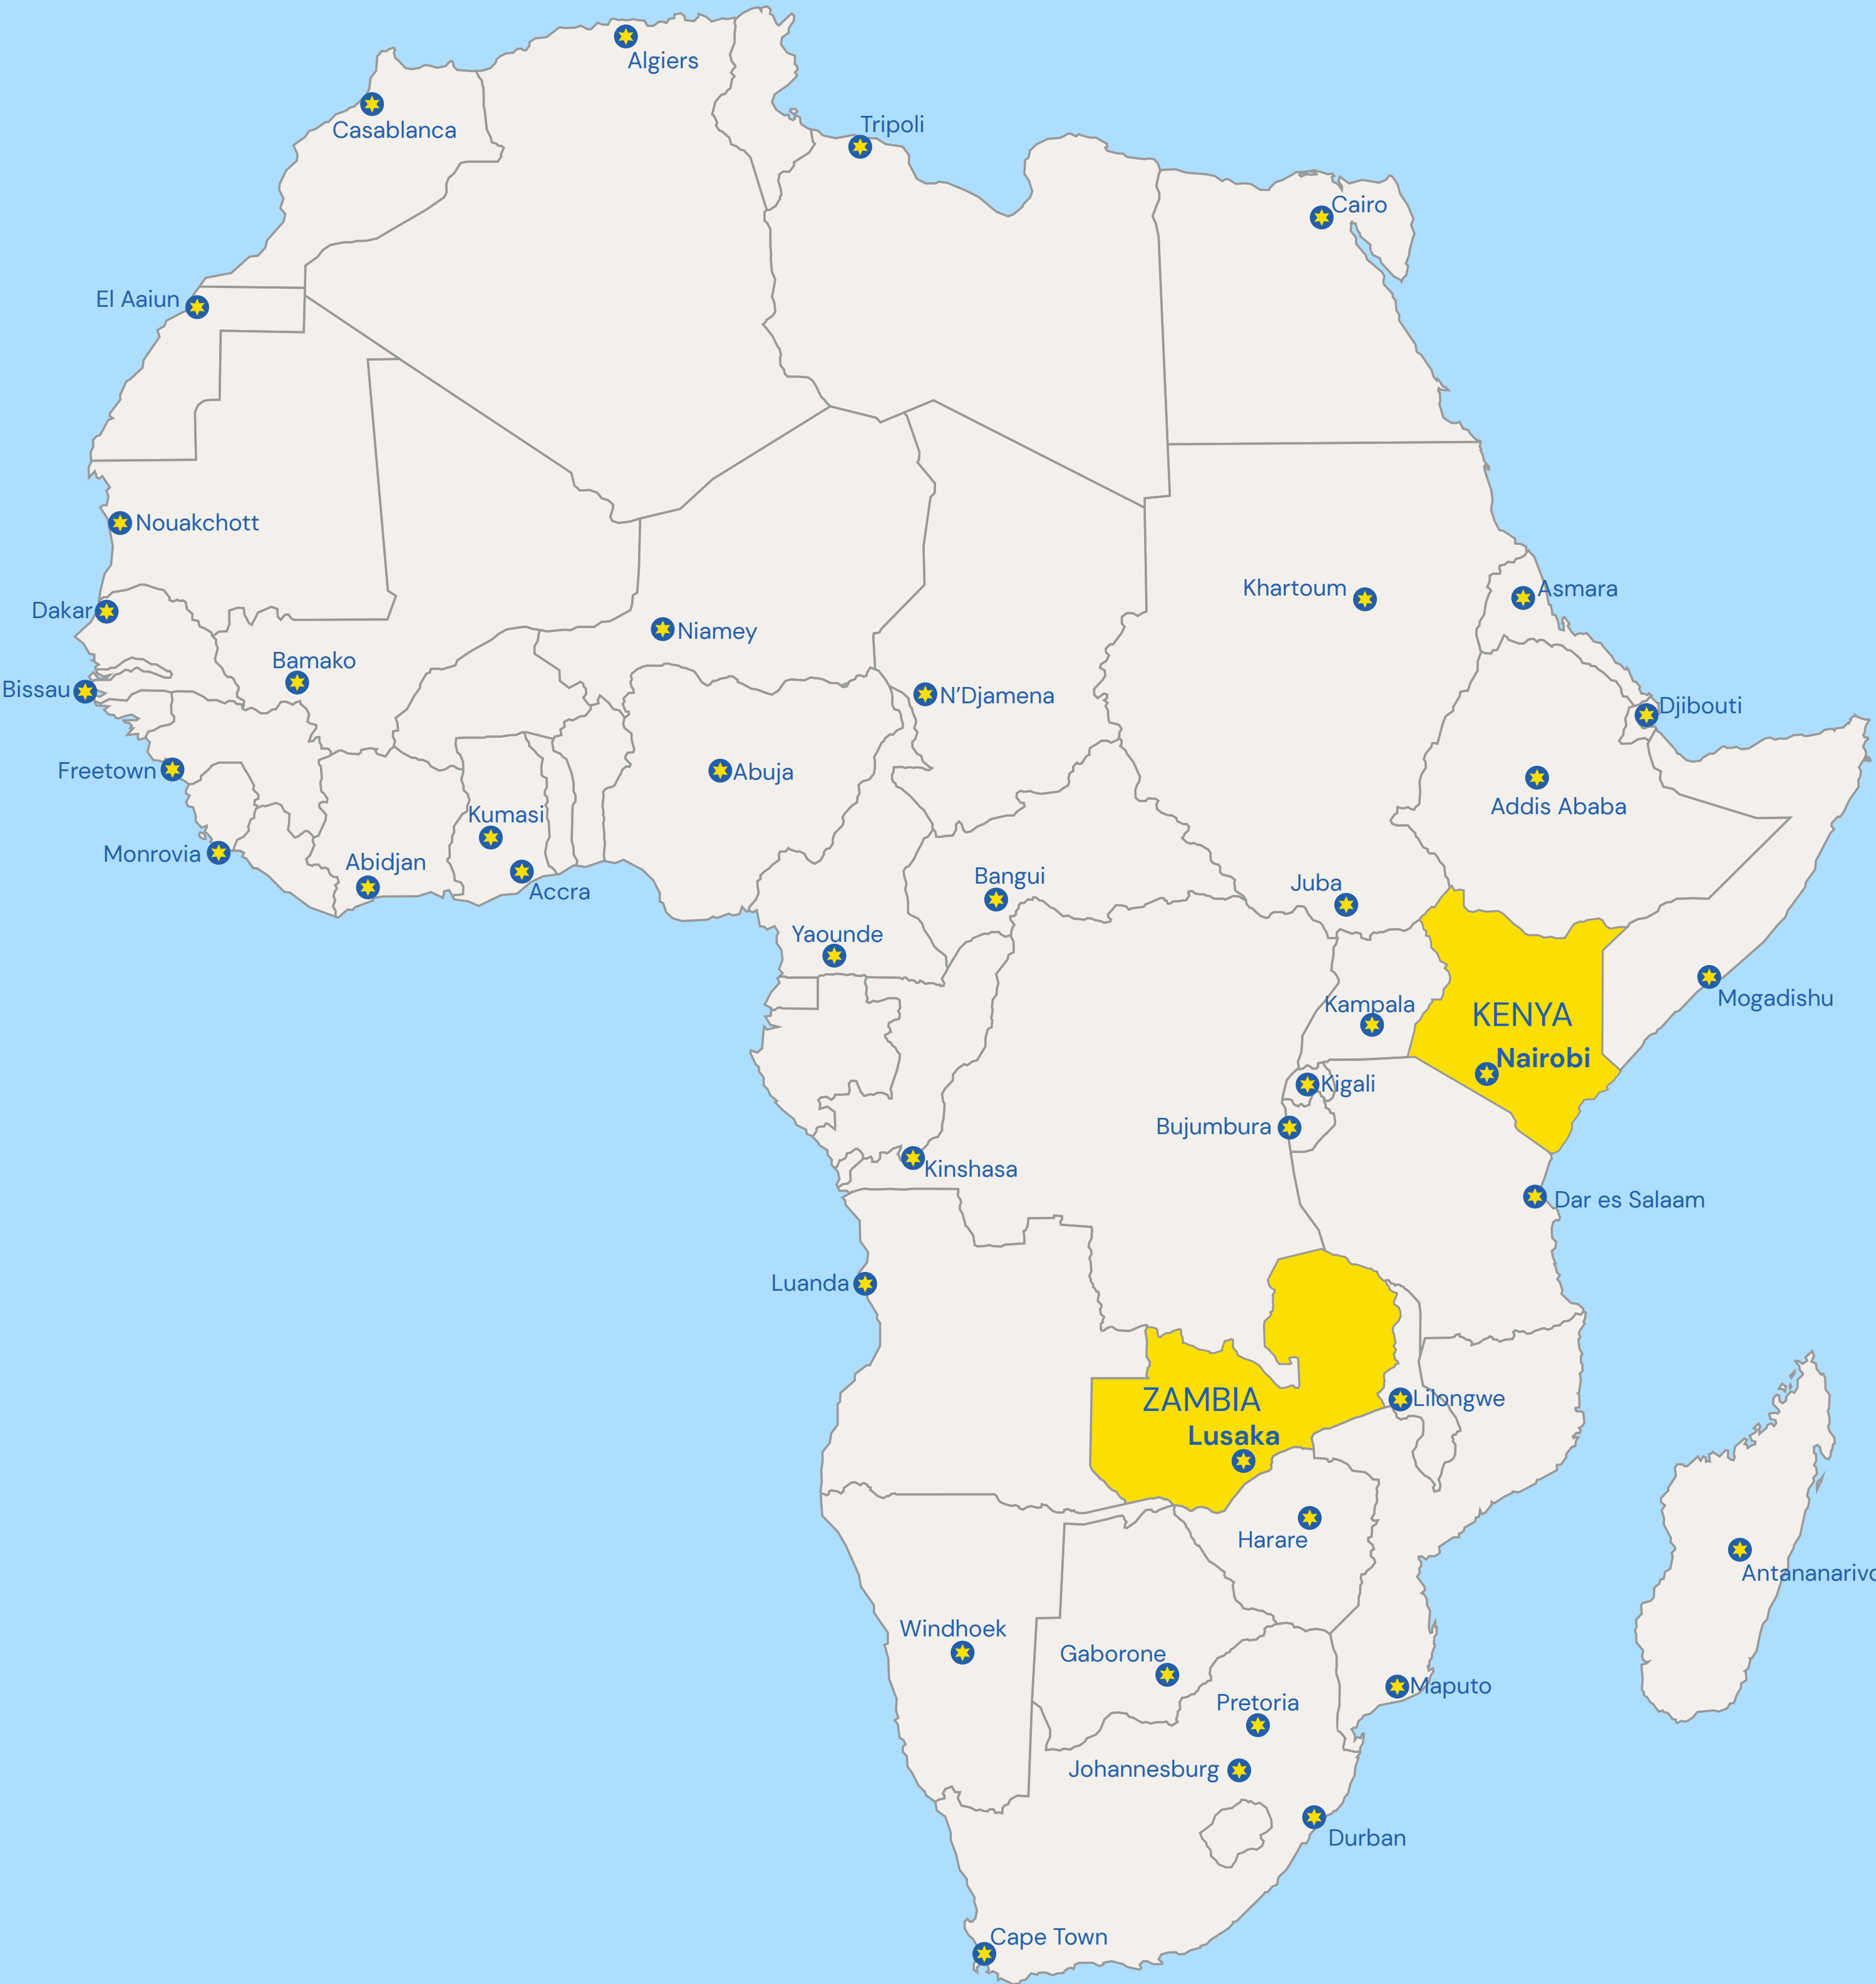 Algiers
Casablanca
Tripoli
Cairo
El Aaiun
Nouakchott
Khartoum
Asmara
Dakar
Niamey
Bamako
Bissau
N’Djamena
Djibouti
Freetown
Abuja
Addis Ababa
Kumasi
Monrovia
Abidjan
Accra
Bangui
Juba
Yaounde
Mogadishu
Kampala
KENYA
Nairobi
Kigali
Bujumbura
Kinshasa
Dar es Salaam
Luanda
ZAMBIA
Lilongwe
Lusaka
Harare
Antananarivo
Windhoek
Gaborone
Maputo
Pretoria
Johannesburg
Durban
Cape Town